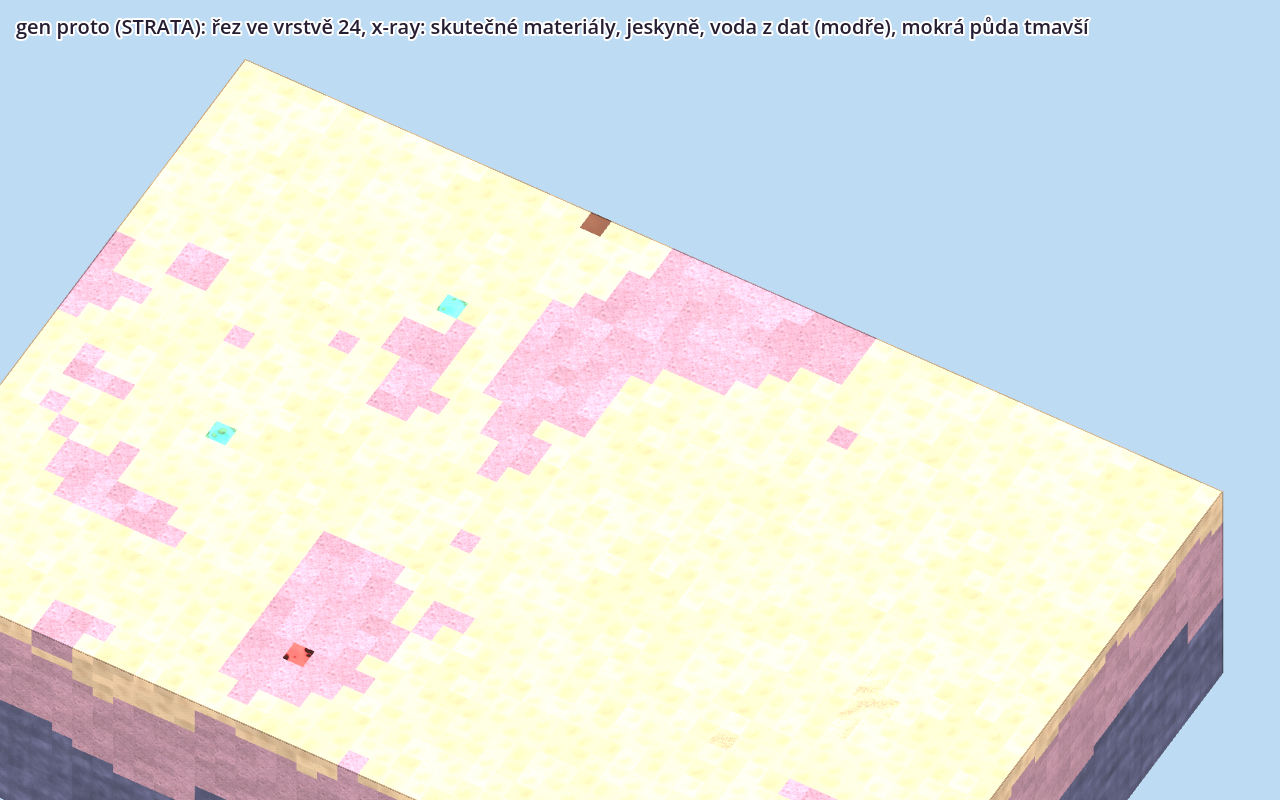 gen proto (STRATA): řez ve vrstvě 24, x-ray: skutečné materiály, jeskyně, voda z dat (modře), mokrá půda tmavší